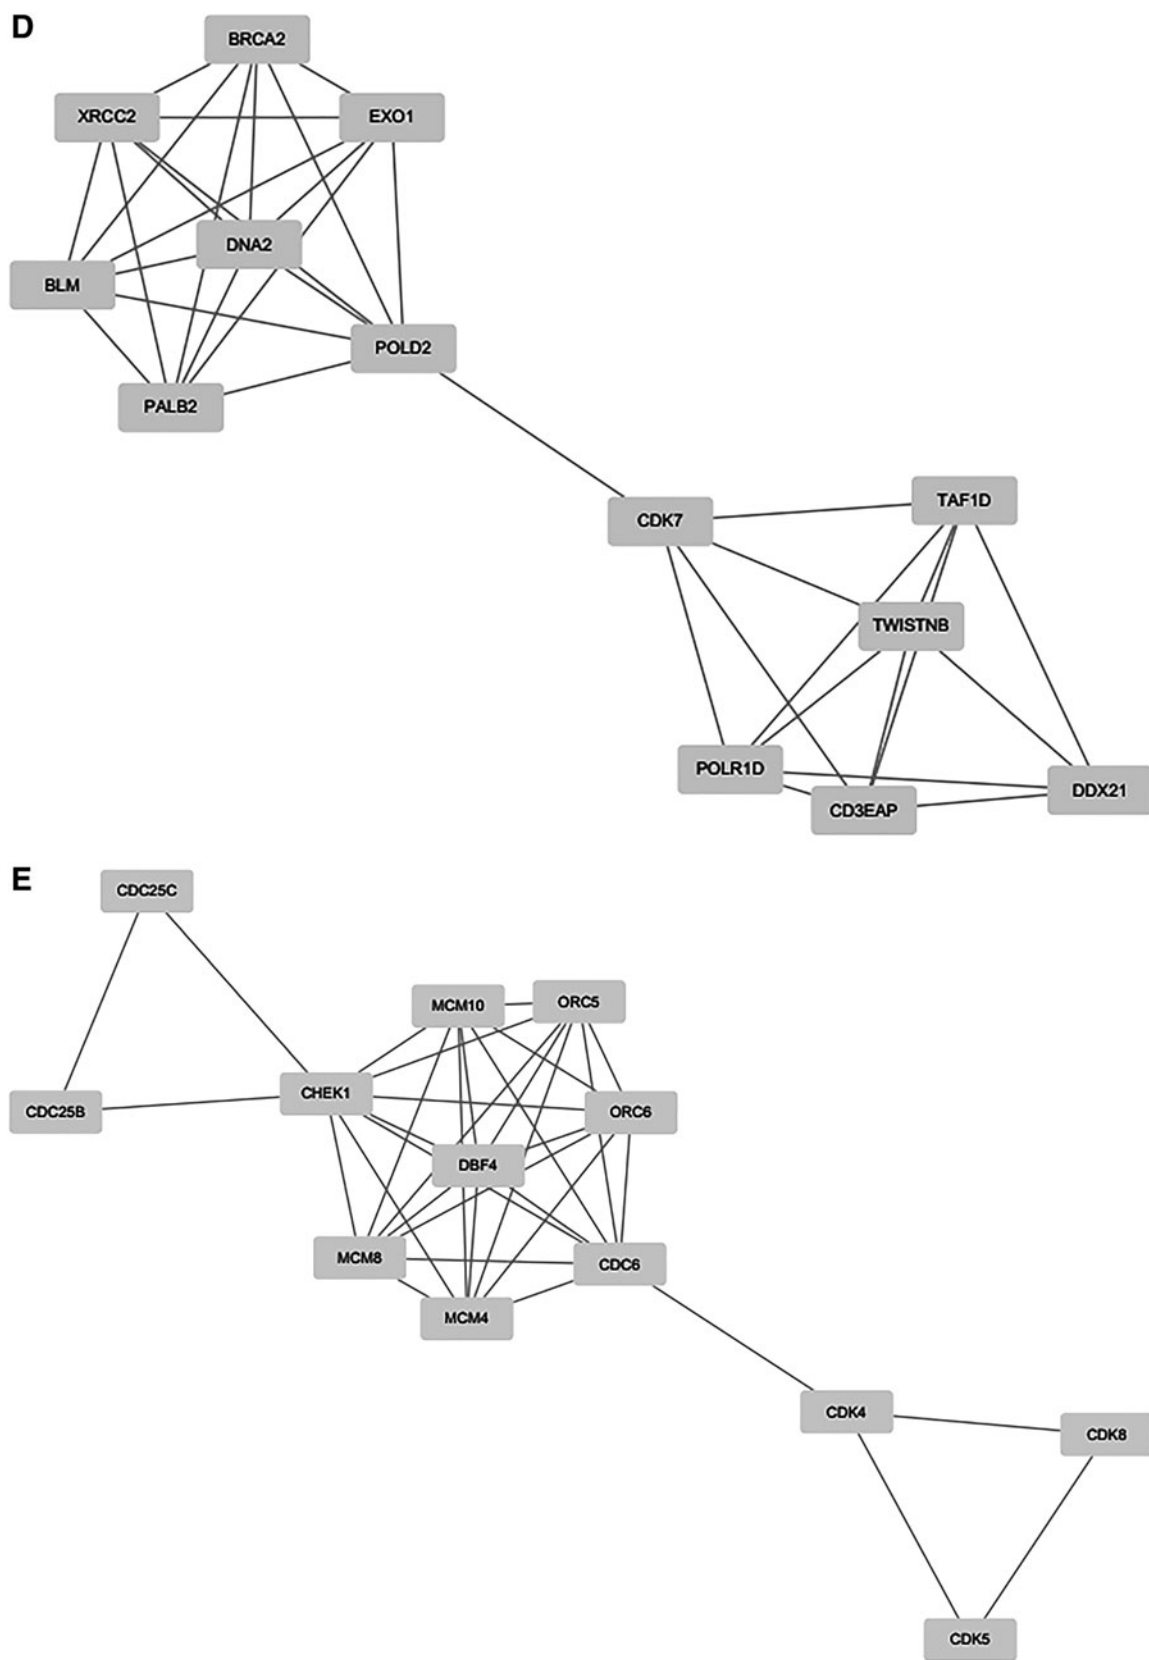 D
BRCA2
XRCC2
EXO1
DNA2
BLM
POLD2
PALB2
TAF1D
CDK7
TWISTNB
POLR1D
DDX21
CD3EAP
E
CDC25C
MCM10
ORC5
CHEK1
CDC25B
ORC6
DBF4
MCM8
CDC6
MCM4
CDK4
CDK8
CDK5